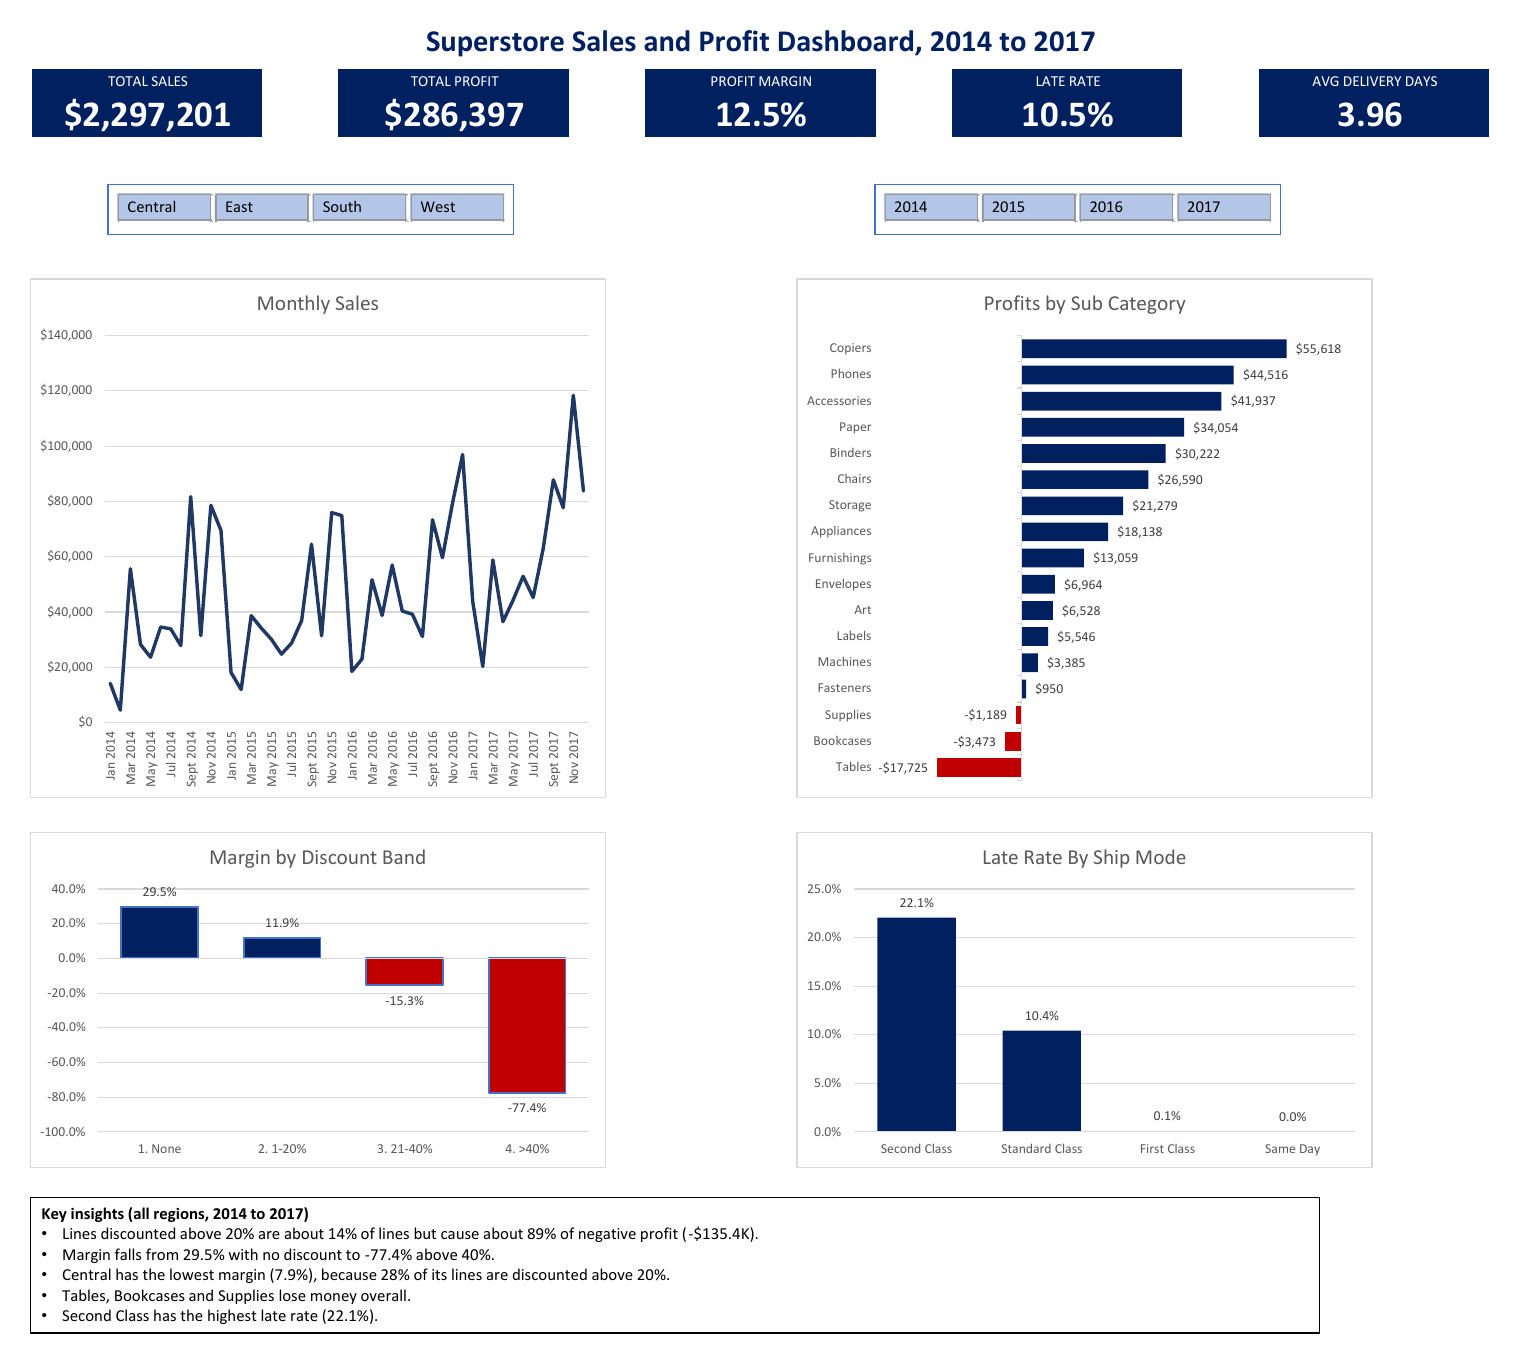 Superstore Sales and Profit Dashboard, 2014 to 2017
TOTAL SALES
$2,297,201
TOTAL PROFIT
$286,397
PROFIT MARGIN
12.5%
LATE RATE
10.5%
AVG DELIVERY DAYS
3.96
Central East South West
2014 2015 2016 2017
Monthly Sales
$140,000
$120,000
$100,000
$80,000
$60,000
$40,000
$20,000
$0
Jan 2014
Mar 2014
May 2014
Jul 2014
Sept 2014
Nov 2014
Jan 2015
Mar 2015
May 2015
Jul 2015
Sept 2015
Nov 2015
Jan 2016
Mar 2016
May 2016
Jul 2016
Sept 2016
Nov 2016
Jan 2017
Mar 2017
May 2017
Jul 2017
Sept 2017
Nov 2017
Profits by Sub Category
Copiers $55,618
Phones $44,516
Accessories $41,937
Paper $34,054
Binders $30,222
Chairs $26,590
Storage $21,279
Appliances $18,138
Furnishings $13,059
Envelopes $6,964
Art $6,528
Labels $5,546
Machines $3,385
Fasteners $950
Supplies -$1,189
Bookcases -$3,473
Tables -$17,725
Margin by Discount Band
40.0%
20.0%
0.0%
-20.0%
-40.0%
-60.0%
-80.0%
-100.0%
29.5%
11.9%
-15.3%
-77.4%
1. None 2. 1-20% 3. 21-40% 4. >40%
Late Rate By Ship Mode
25.0%
20.0%
15.0%
10.0%
5.0%
0.0%
22.1%
10.4%
0.1%
0.0%
Second Class Standard Class First Class Same Day
Key insights (all regions, 2014 to 2017)
• Lines discounted above 20% are about 14% of lines but cause about 89% of negative profit (-$135.4K).
• Margin falls from 29.5% with no discount to -77.4% above 40%.
• Central has the lowest margin (7.9%), because 28% of its lines are discounted above 20%.
• Tables, Bookcases and Supplies lose money overall.
• Second Class has the highest late rate (22.1%).